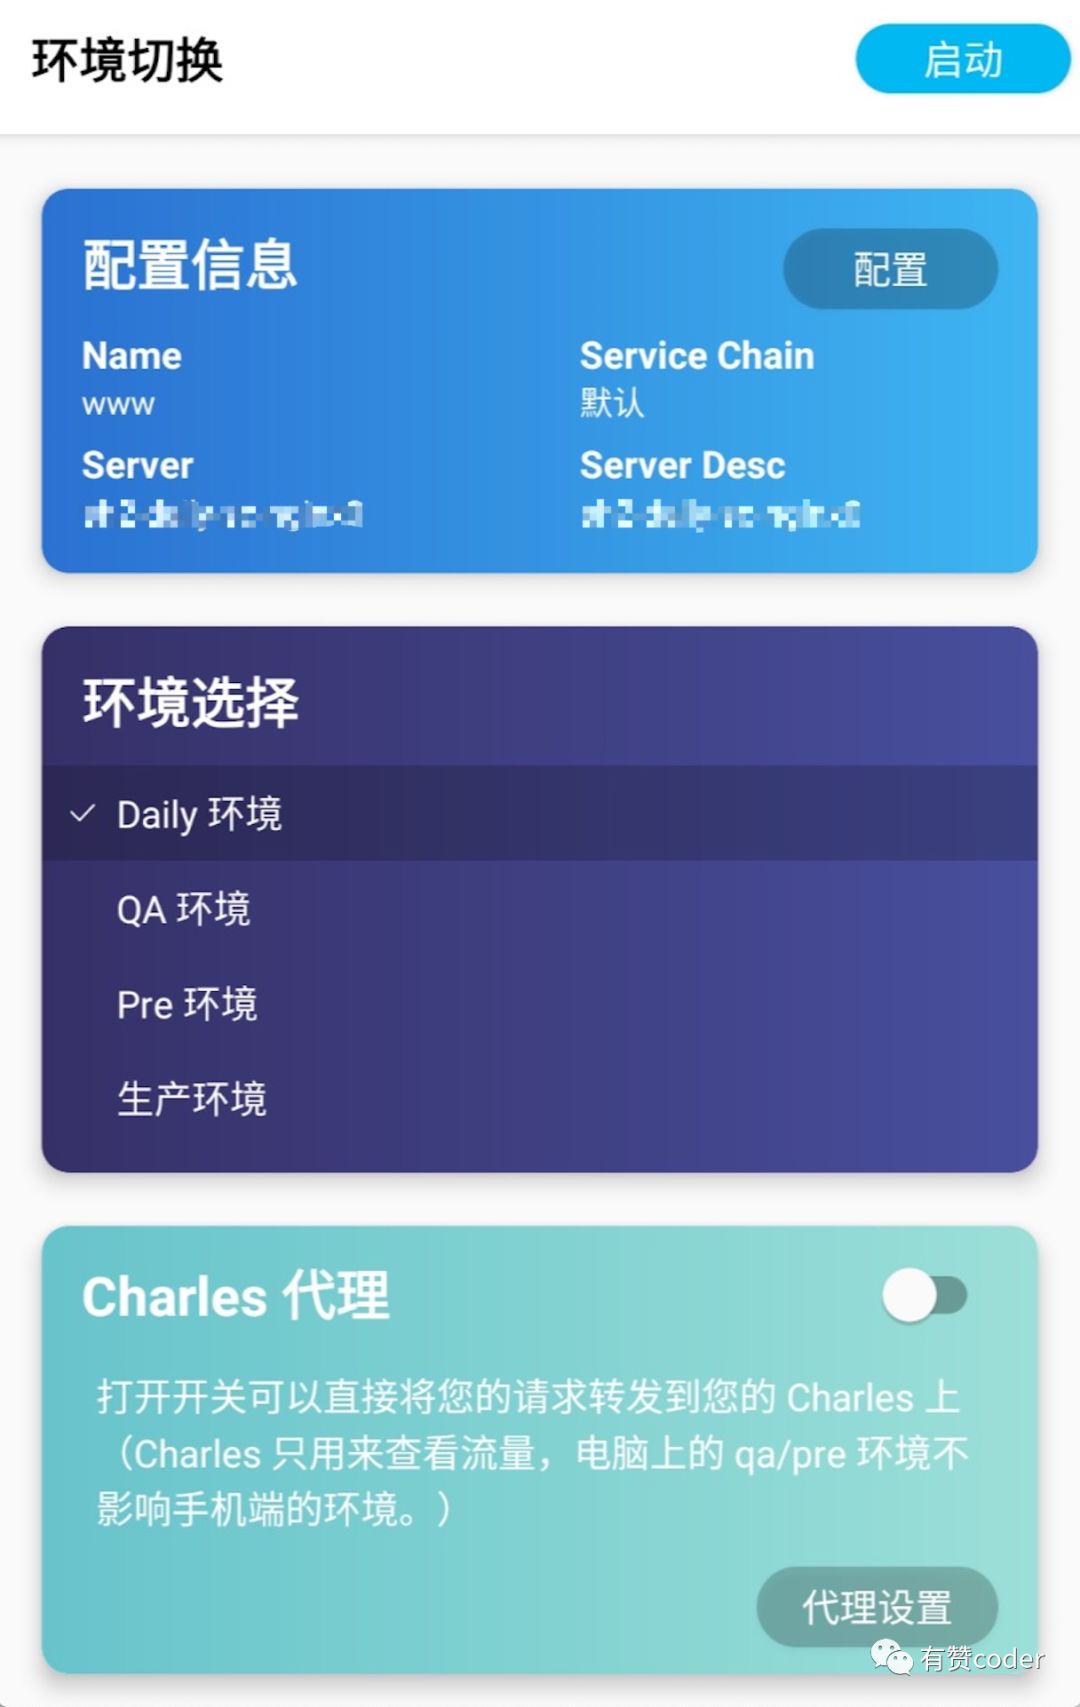 环境切换
启动
配置信息
配置
Name
Service Chain
www
默认
Server
Server Desc
环境选择
Daily 环境
QA 环境
Pre 环境
生产环境
Charles 代理
打开开关可以直接将您的请求转发到您的 Charles 上
（Charles 只用来查看流量，电脑上的 qa/pre 环境不
影响手机端的环境。）
代理设置
有赞coder